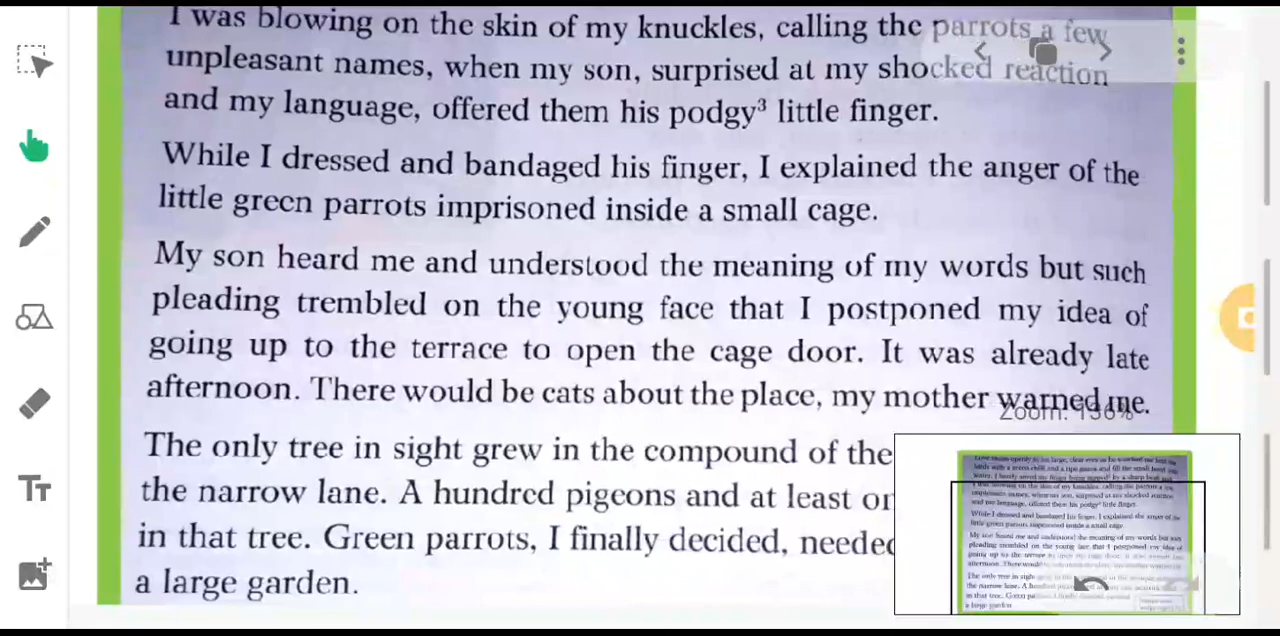 I was blowing on the skin of my knuckles, calling the parrots a few
unpleasant names, when my son, surprised at my shocked reaction
and my language, offered them his podgy³ little finger.
While I dressed and bandaged his finger, I explained the anger of the
little green parrots imprisoned inside a small cage.
My son heard me and understood the meaning of my words but such
pleading trembled on the young face that I postponed my idea of
going up to the terrace to open the cage door. It was already late
afternoon. There would be cats about the place, my mother warned me.
Zoom: 136%
The only tree in sight grew in the compound of the
the narrow lane. A hundred pigeons and at least
in that tree. Green parrots, I finally decided,
a large garden.
Tт